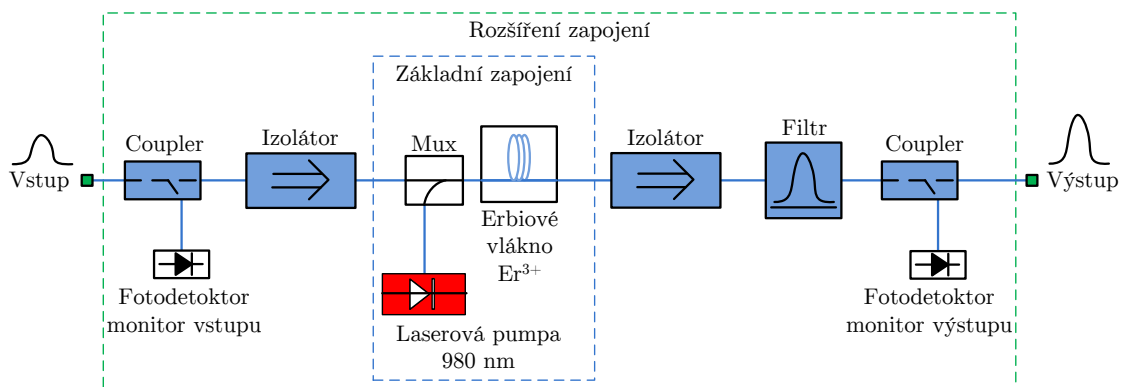 Rozšíření zapojení
Základní zapojení
Vstup
Coupler
Izolátor
Mux
Erbiové
vlákno
Er³⁺
Izolátor
Filtr
Coupler
Výstup
Fotodetoktor
monitor vstupu
Laserová pumpa
980 nm
Fotodetoktor
monitor výstupu